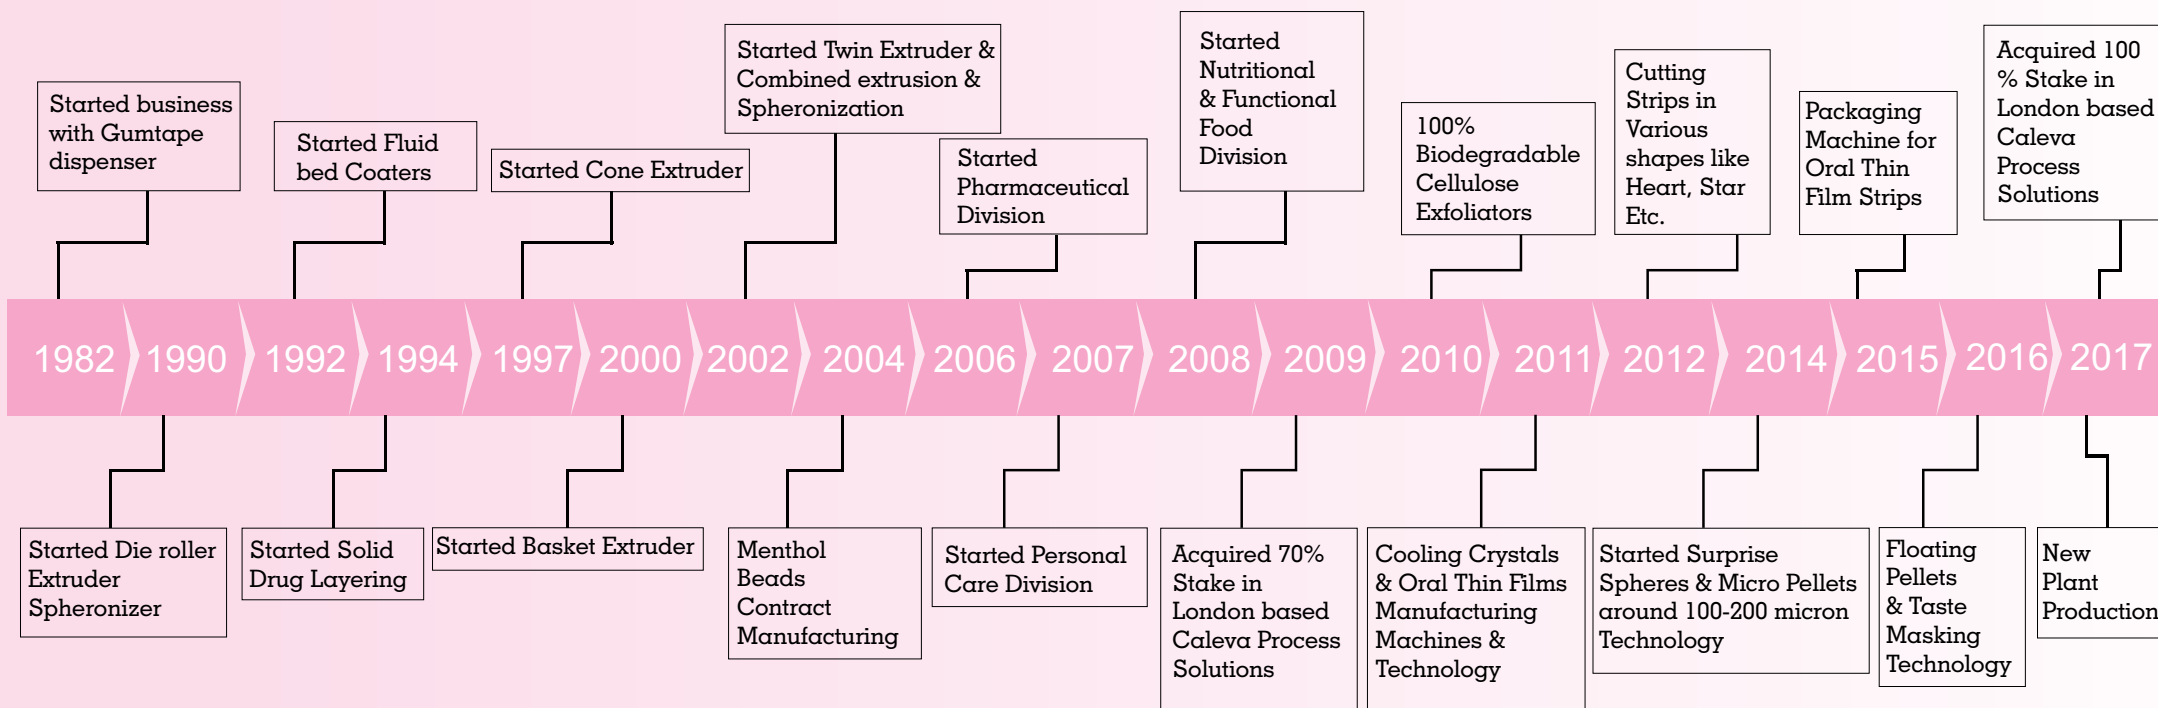 Started business
with Gumtape
dispenser
Started Fluid
bed Coaters
Started Cone Extruder
Started Twin Extruder &
Combined extrusion &
Spheronization
Started
Pharmaceutical
Division
Started
Nutritional
& Functional
Food
Division
100%
Biodegradable
Cellulose
Exfoliators
Cutting
Strips in
Various
shapes like
Heart, Star
Etc.
Packaging
Machine for
Oral Thin
Film Strips
Acquired 100
% Stake in
London based
Caleva
Process
Solutions
1982 1990 1992 1994 1997 2000 2002 2004 2006 2007 2008 2009 2010 2011 2012 2014 2015 2016 2017
Started Die roller
Extruder
Spheronizer
Started Solid
Drug Layering
Started Basket Extruder
Menthol
Beads
Contract
Manufacturing
Started Personal
Care Division
Acquired 70%
Stake in
London based
Caleva Process
Solutions
Cooling Crystals
& Oral Thin Films
Manufacturing
Machines &
Technology
Started Surprise
Spheres & Micro Pellets
around 100-200 micron
Technology
Floating
Pellets
& Taste
Masking
Technology
New
Plant
Production